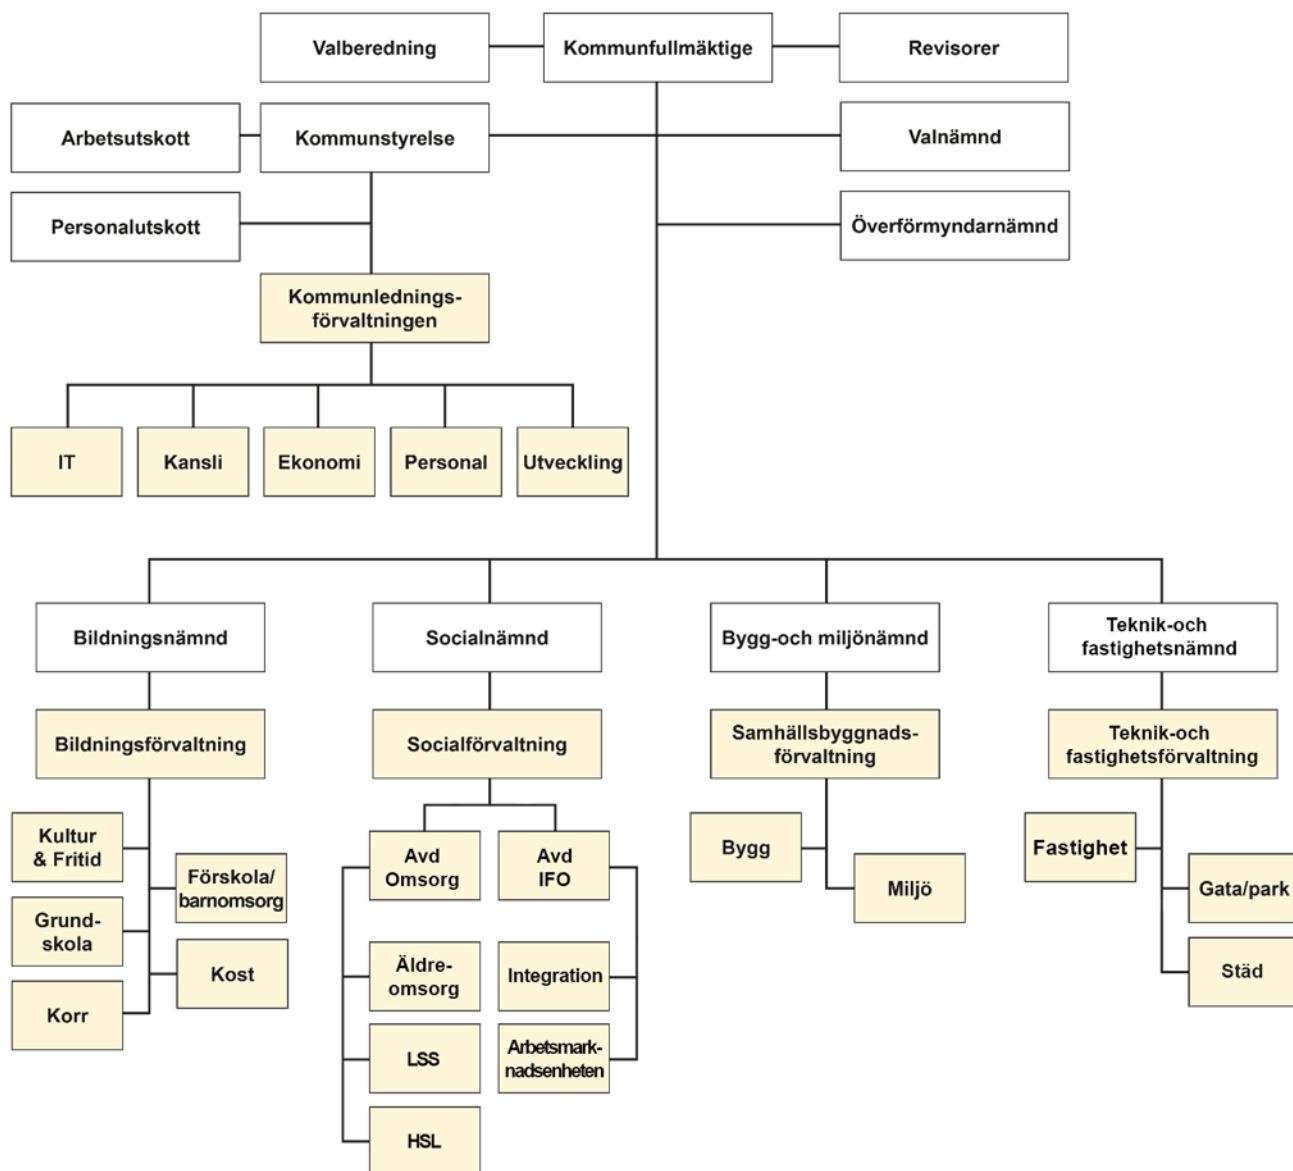 Valberedning
Kommunfullmäktige
Revisorer
Arbetsutskott
Kommunstyrelse
Valnämnd
Personalutskott
Överförmyndarnämnd
Kommunlednings-
förvaltningen
IT
Kansli
Ekonomi
Personal
Utveckling
Bildningsnämnd
Socialnämnd
Bygg-och miljönämnd
Teknik-och
fastighetsnämnd
Bildningsförvaltning
Socialförvaltning
Samhällsbyggnads-
förvaltning
Teknik-och
fastighetsförvaltning
Kultur
& Fritid
Förskola/
barnomsorg
Grund-
skola
Kost
Korr
Avd
Omsorg
Avd
IFO
Äldre-
omsorg
Integration
LSS
Arbetsmark-
nadsenheten
HSL
Bygg
Miljö
Fastighet
Gata/park
Städ